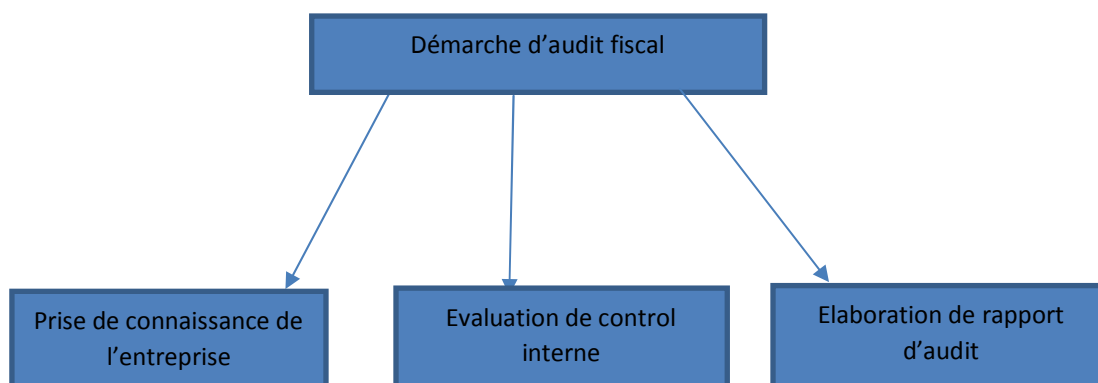 Démarche d’audit fiscal
Prise de connaissance de
l’entreprise
Evaluation de control
interne
Elaboration de rapport
d’audit